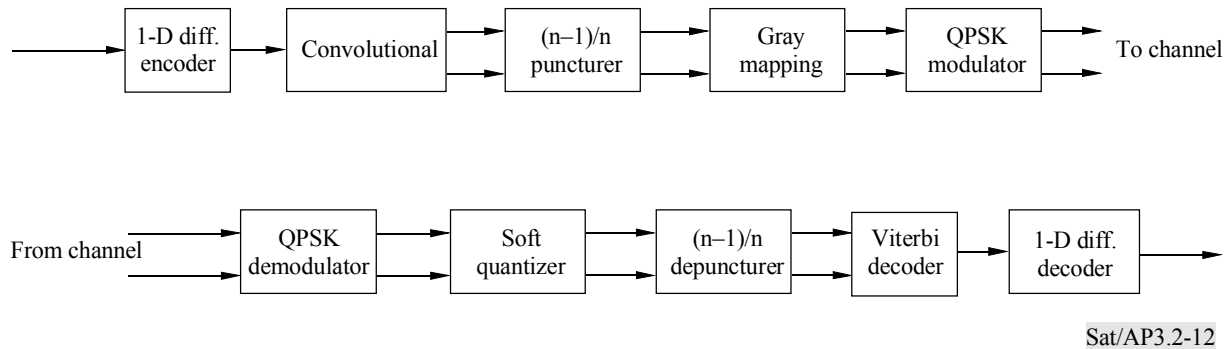 1-D diff.
encoder
Convolutional
(n–1)/n
puncturer
Gray
mapping
QPSK
modulator
To channel
From channel
QPSK
demodulator
Soft
quantizer
(n–1)/n
depuncturer
Viterbi
decoder
1-D diff.
decoder
Sat/AP3.2-12